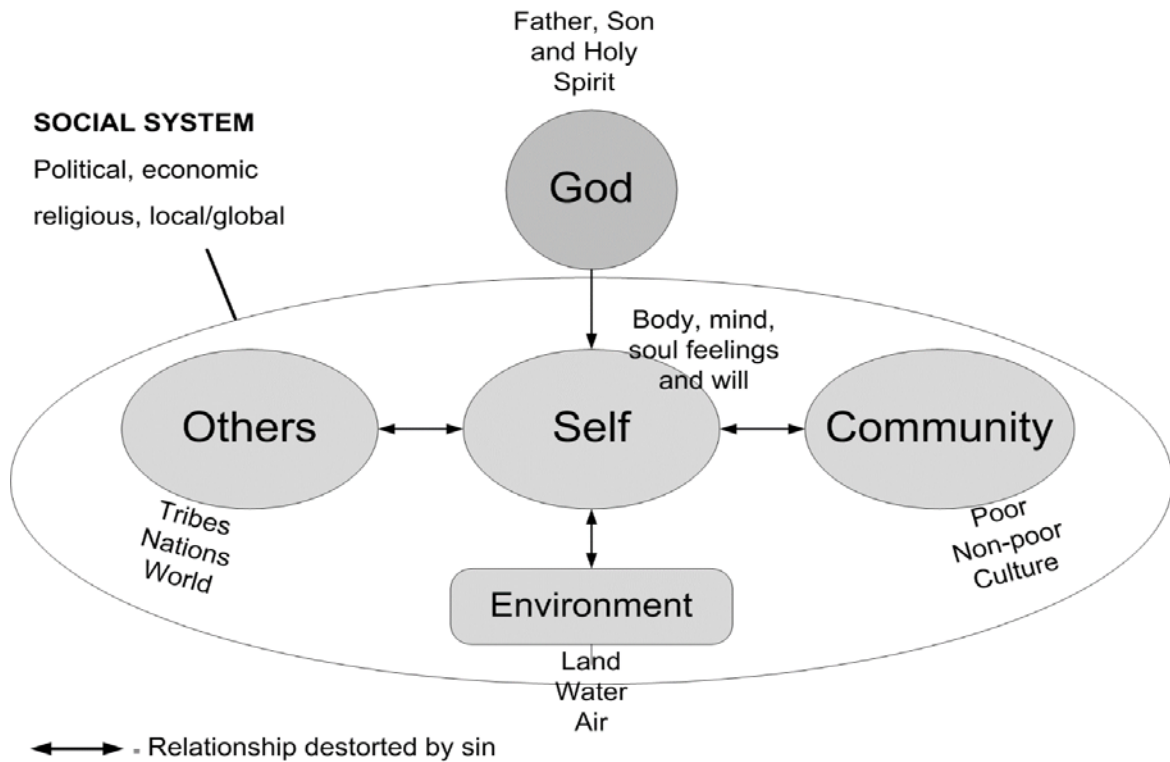 Father, Son
and Holy
Spirit
SOCIAL SYSTEM
Political, economic
religious, local/global
God
Body, mind,
soul feelings
and will
Others
Self
Community
Tribes
Nations
World
Poor
Non-poor
Culture
Environment
Land
Water
Air
= Relationship destorted by sin